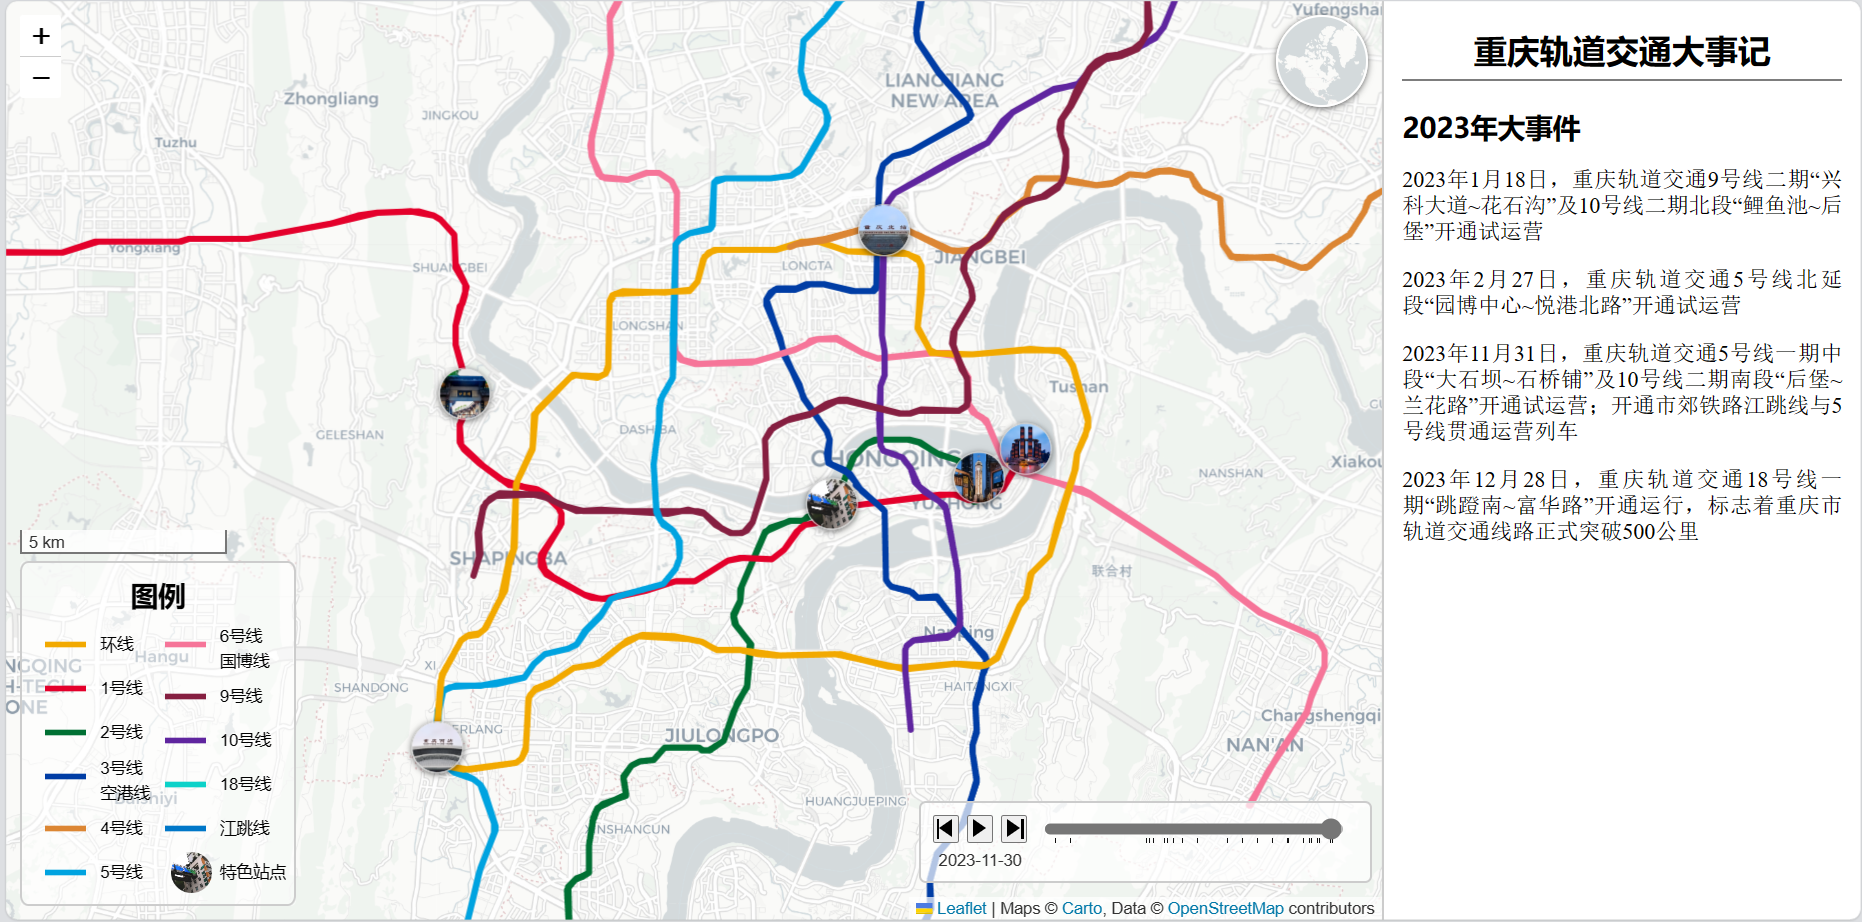 +
−
Yufengshan
LIANGJIANG
NEW AREA
Zhongliang
JINGKOU
Tuzhu
Yongxiang
SHUANGBEI
JIANGBEI
LONGTA
LONGSHAN
Tushan
GELESHAN
DASHIBA
CHONGQING
NANSHAN
Xiakou
YUZHONG
SHAPINGBA
联合村
Nanping
HAITANGXI
SHANDONG
XI
ERLANG
JIULONGPO
Changshengqi
NAN'AN
HUANGJUEPING
XINSHANCUN
5 km
图例
环线
6号线
国博线
1号线
9号线
2号线
10号线
3号线
空港线
18号线
4号线
江跳线
5号线
特色站点
NGQING
Hangu
H-TECH
ONE
Baishiyi
2023-11-30
Leaflet | Maps © Carto, Data © OpenStreetMap contributors
重庆轨道交通大事记
2023年大事件
2023年1月18日，重庆轨道交通9号线二期“兴
科大道~花石沟”及10号线二期北段“鲤鱼池~后
堡”开通试运营
2023年2月27日，重庆轨道交通5号线北延
段“园博中心~悦港北路”开通试运营
2023年11月31日，重庆轨道交通5号线一期中
段“大石坝~石桥铺”及10号线二期南段“后堡~
兰花路”开通试运营；开通市郊铁路江跳线与5
号线贯通运营列车
2023年12月28日，重庆轨道交通18号线一
期“跳蹬南~富华路”开通运行，标志着重庆市
轨道交通线路正式突破500公里